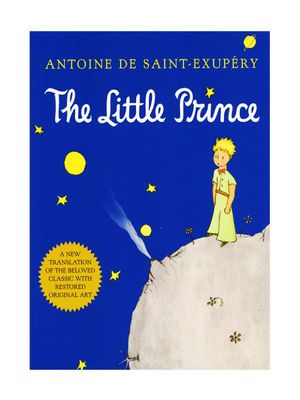 ANTOINE DE SAINT-EXUPÉRY
The Little Prince
A NEW
TRANSLATION
OF THE BELOVED
CLASSIC WITH
RESTORED
ORIGINAL ART